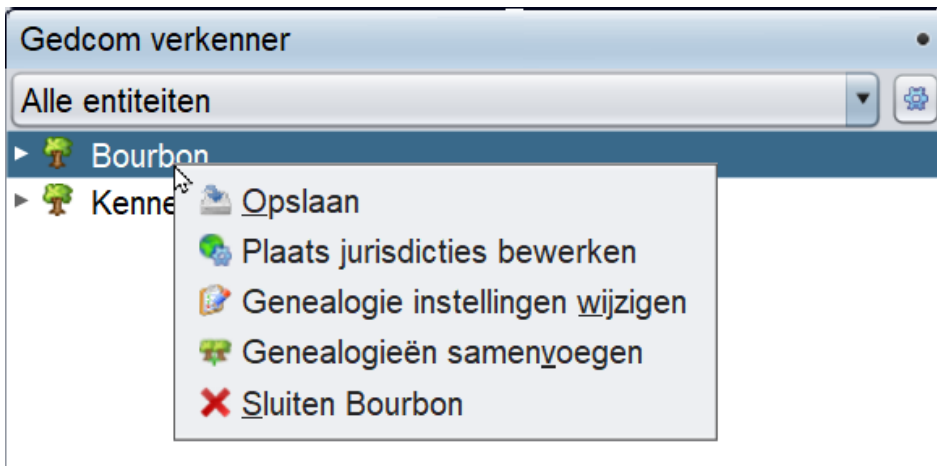 Gedcom verkenner
Alle entiteiten
Bourbon
Kenne
Opslaan
Plaats jurisdicties bewerken
Genealogie instellingen wijzigen
Genealogieën samenvoegen
Sluiten Bourbon